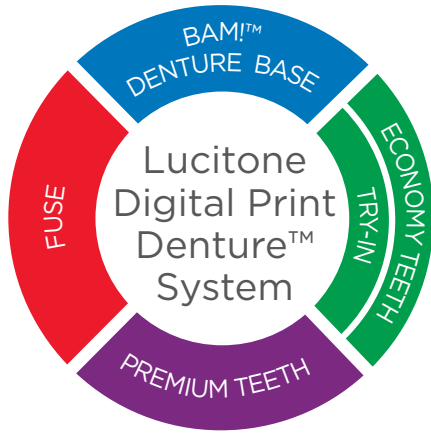 BAM!™
DENTURE BASE
ECONOMY TEETH
TRY-IN
PREMIUM TEETH
FUSE
Lucitone
Digital Print
Denture™
System